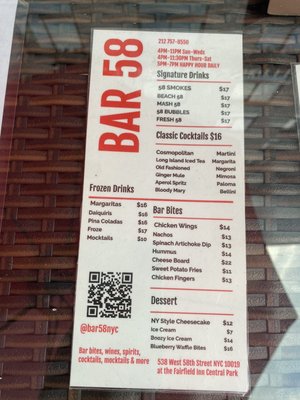 BAR 58
212 757-8550
4PM-11PM Sun-Weds
4PM-11:30PM Thurs-Sat
5PM-7PM HAPPY HOUR DAILY
Signature Drinks
58 SMOKES $17
BEACH 58 $17
MASH 58 $17
58 BUBBLES $17
FRESH 58 $17
Classic Cocktails $16
Cosmopolitan Martini
Long Island Iced Tea Margarita
Old Fashioned Negroni
Ginger Mule Mimosa
Aperol Spritz Paloma
Bloody Mary Bellini
Frozen Drinks
Margaritas $16
Daiquiris $16
Pina Coladas $16
Froze $17
Mocktails $10
Bar Bites
Chicken Wings $14
Nachos $13
Spinach Artichoke Dip $13
Hummus $14
Cheese Board $22
Sweet Potato Fries $11
Chicken Fingers $13
Dessert
NY Style Cheesecake $12
Ice Cream $7
Boozy Ice Cream $14
Blueberry Waffle Bites $16
@bar58nyc
Bar bites, wines, spirits,
cocktails, mocktails & more
538 West 58th Street NYC 10019
at the Fairfield Inn Central Park